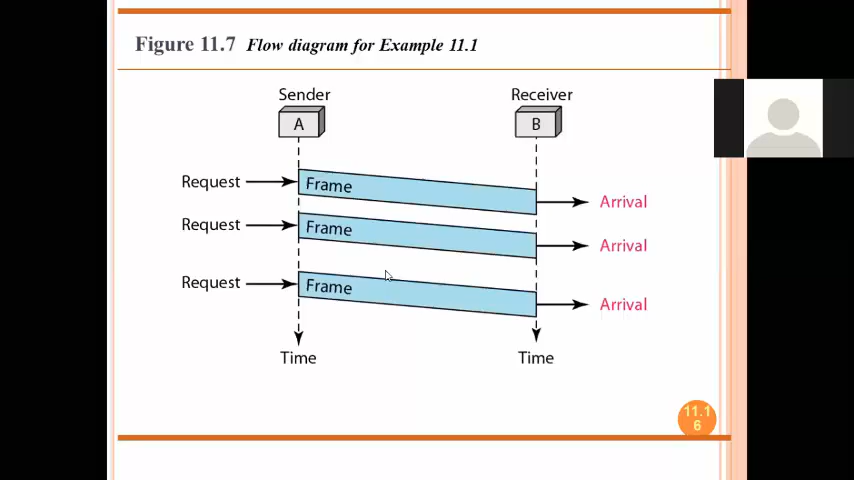 Figure 11.7 Flow diagram for Example 11.1
Sender
Receiver
A
B
Request
Frame
Arrival
Request
Frame
Arrival
Request
Frame
Arrival
Time
Time
11.1
6